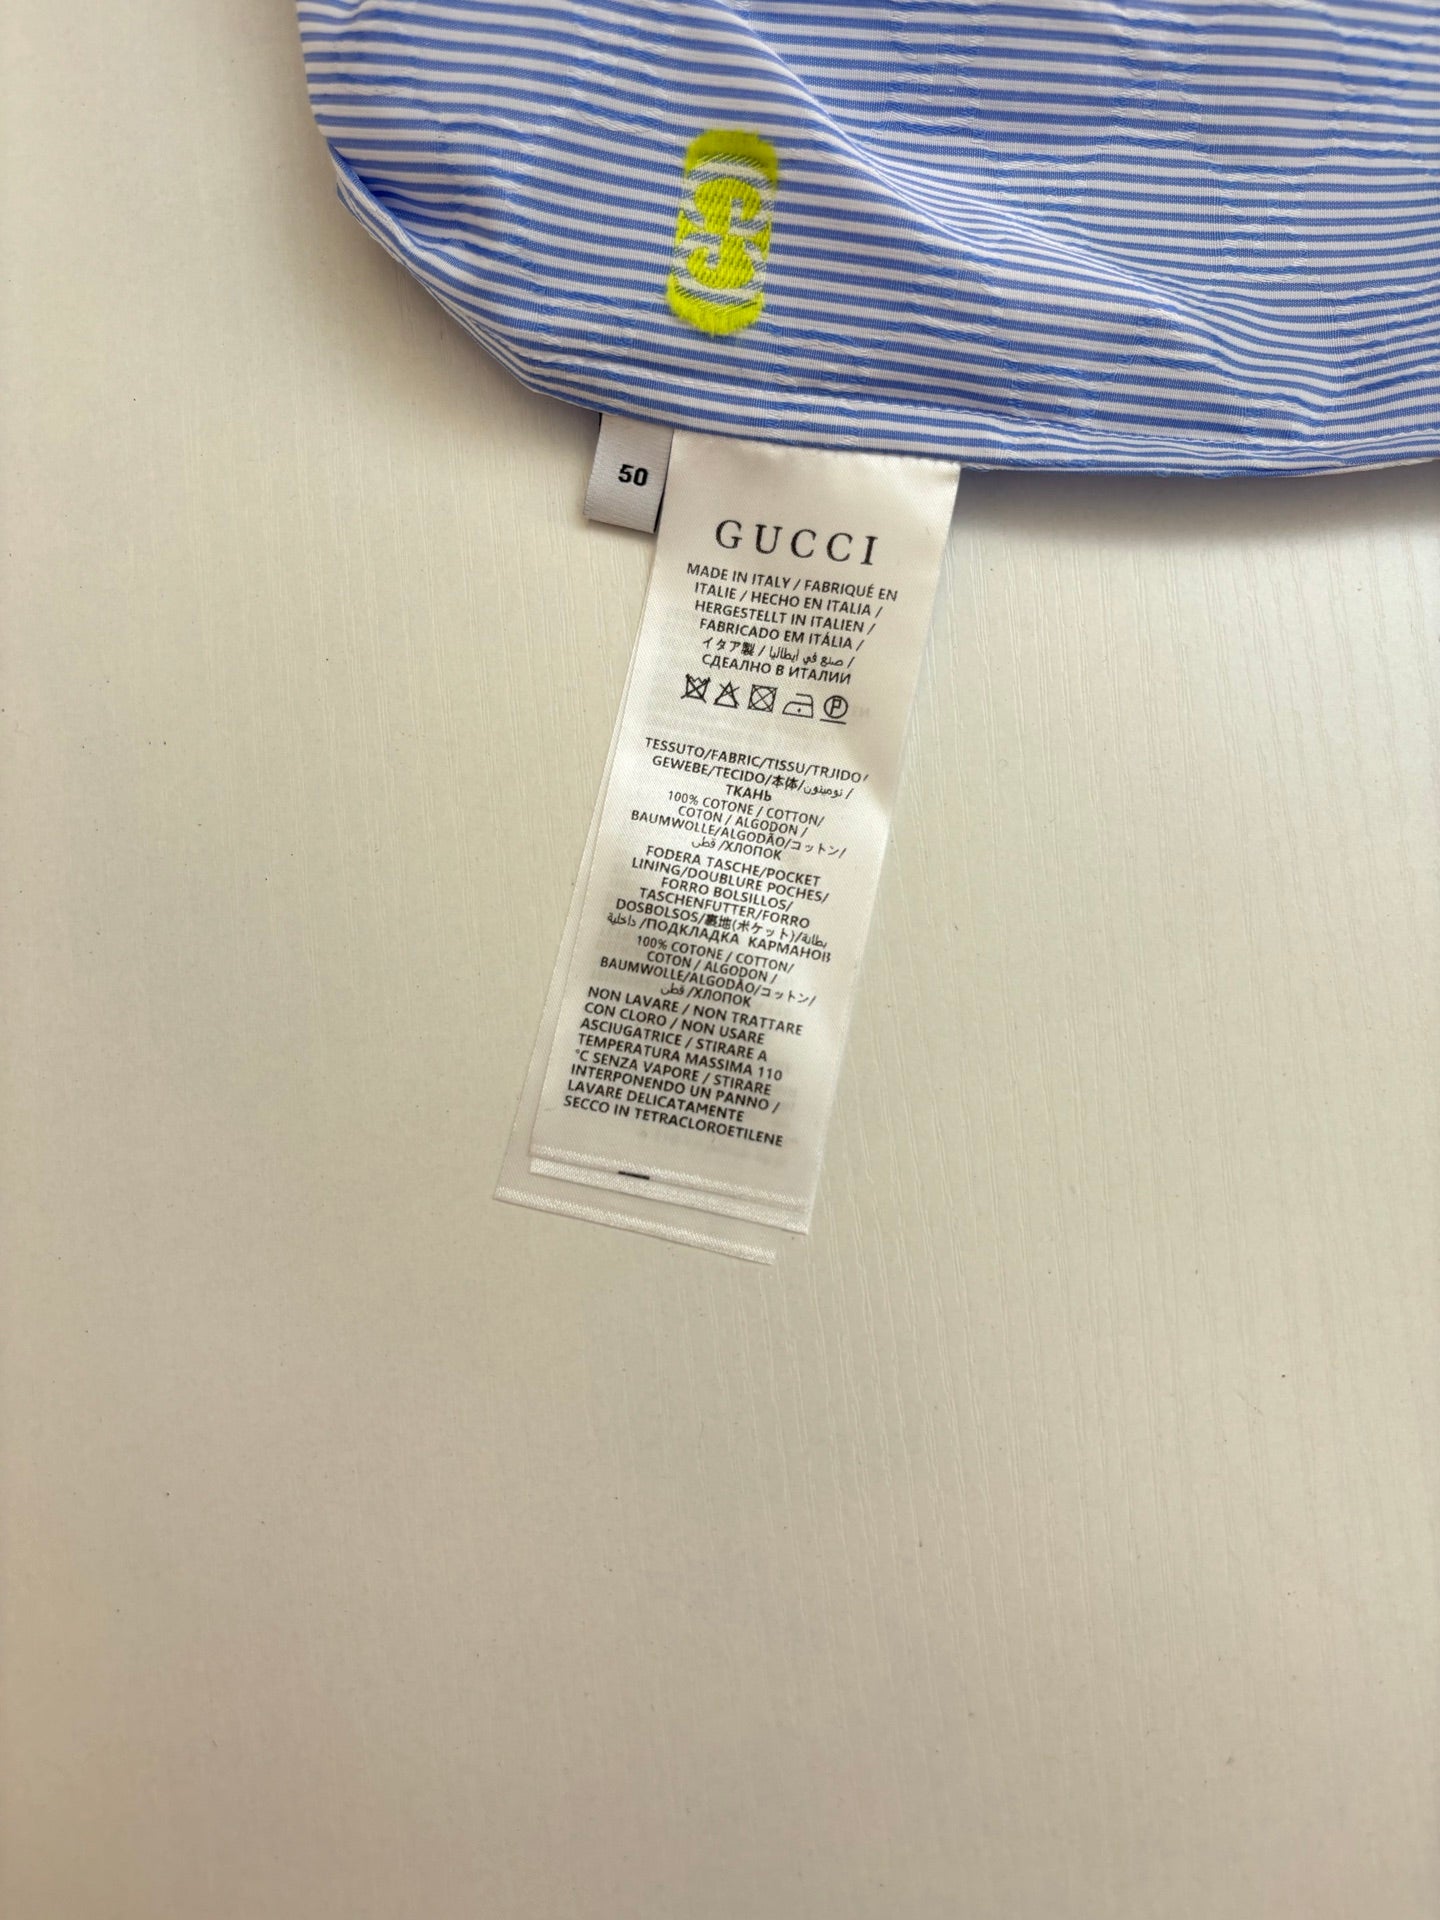 50
GUCCI
MADE IN ITALY / FABRIQUÉ EN
ITALIE / HECHO EN ITALIA /
HERGESTELLT IN ITALIEN /
FABRICADO EM ITÁLIA /
イタリア製 / صنع في إيطاليا /
СДЕЛАНО В ИТАЛИИ
TESSUTO/FABRIC/TISSU/TRJIDO/
GEWEBE/TECIDO/本体/
ТКАНЬ
100% COTONE / COTTON/
COTON / ALGODON /
BAUMWOLLE/ALGODÃO/コットン/
قطن /ХЛОПОК
FODERA TASCHE/POCKET
LINING/DOUBLURE POCHES/
FORRO BOLSILLOS/
TASCHENFUTTER/FORRO
DOSBOLSOS/裏地(ポケット)/بطانة
داخلية /ПОДКЛАДКА КАРМАНОВ
100% COTONE / COTTON/
COTON / ALGODON /
BAUMWOLLE/ALGODÃO/コットン/
قطن /ХЛОПОК
NON LAVARE / NON TRATTARE
CON CLORO / NON USARE
ASCIUGATRICE / STIRARE A
TEMPERATURA MASSIMA 110
°C SENZA VAPORE / STIRARE
INTERPONENDO UN PANNO /
LAVARE DELICATAMENTE
SECCO IN TETRACLOROETILENE